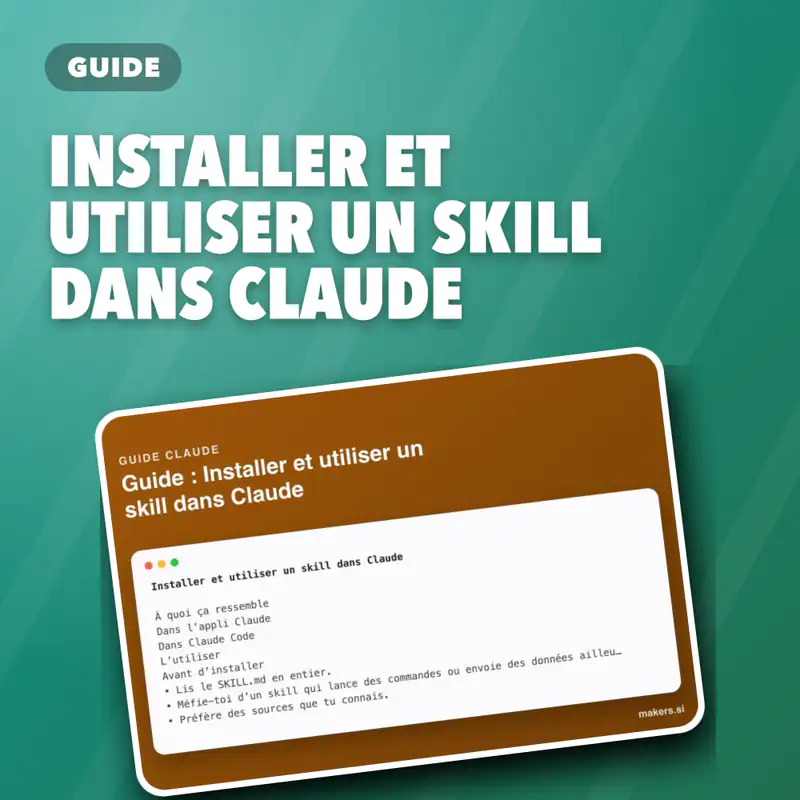 GUIDE
INSTALLER ET
UTILISER UN SKILL
DANS CLAUDE
GUIDE CLAUDE
Guide : Installer et utiliser un
skill dans Claude
Installer et utiliser un skill dans Claude
À quoi ça ressemble
Dans l’appli Claude
Dans Claude Code
L’utiliser
Avant d’installer
• Lis le SKILL.md en entier.
• Méfie-toi d’un skill qui lance des commandes ou envoie des données ailleu…
• Préfère des sources que tu connais.
makers.si